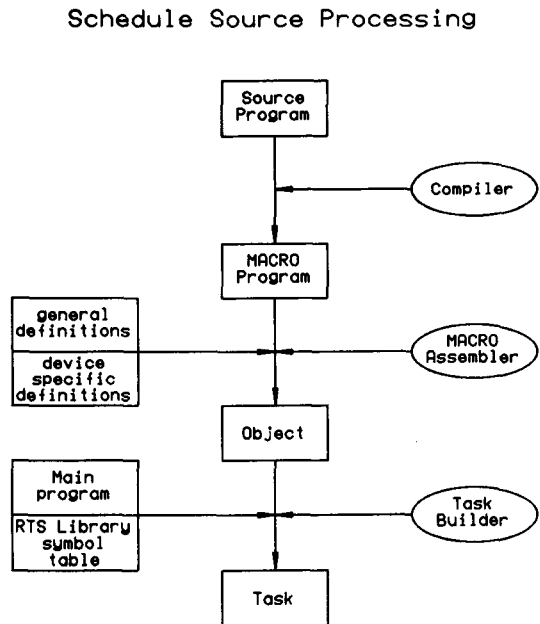 Schedule Source Processing
Source
Program
Compiler
MACRO
Program
general
definitions
device
specific
definitions
MACRO
Assembler
Object
Main
program
RTS Library
symbol
table
Task
Builder
Task